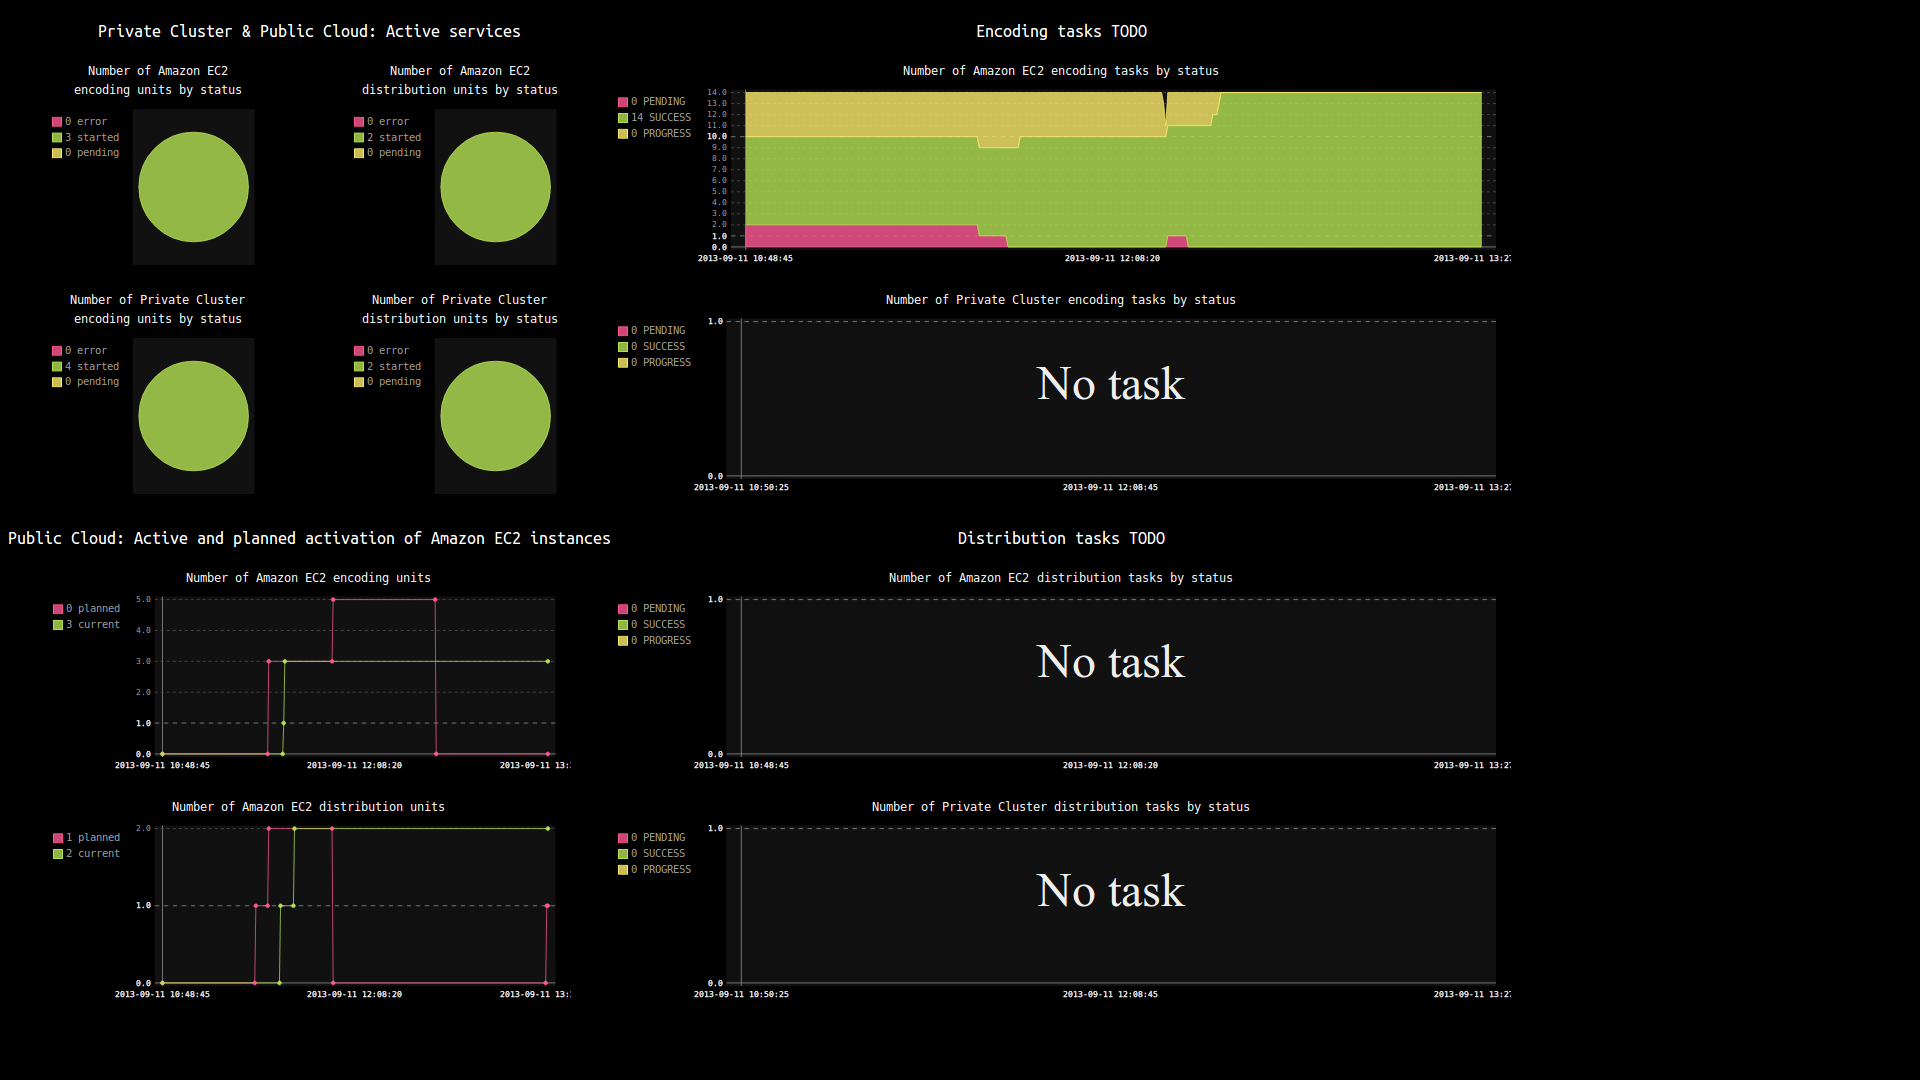 Private Cluster & Public Cloud: Active services
Number of Amazon EC2
encoding units by status
0 error
3 started
0 pending
Number of Amazon EC2
distribution units by status
0 error
2 started
0 pending
Number of Private Cluster
encoding units by status
0 error
4 started
0 pending
Number of Private Cluster
distribution units by status
0 error
2 started
0 pending
Encoding tasks TODO
Number of Amazon EC2 encoding tasks by status
0 PENDING
14 SUCCESS
0 PROGRESS
14.0
13.0
12.0
11.0
10.0
9.0
8.0
7.0
6.0
5.0
4.0
3.0
2.0
1.0
0.0
2013-09-11 10:48:45
2013-09-11 12:08:20
2013-09-11 13:27
Number of Private Cluster encoding tasks by status
0 PENDING
0 SUCCESS
0 PROGRESS
1.0
No task
0.0
2013-09-11 10:50:25
2013-09-11 12:08:45
2013-09-11 13:27
Public Cloud: Active and planned activation of Amazon EC2 instances
Number of Amazon EC2 encoding units
0 planned
3 current
5.0
4.0
3.0
2.0
1.0
0.0
2013-09-11 10:48:45
2013-09-11 12:08:20
2013-09-11 13:
Number of Amazon EC2 distribution units
1 planned
2 current
2.0
1.0
0.0
2013-09-11 10:48:45
2013-09-11 12:08:20
2013-09-11 13:
Distribution tasks TODO
Number of Amazon EC2 distribution tasks by status
0 PENDING
0 SUCCESS
0 PROGRESS
1.0
No task
0.0
2013-09-11 10:48:45
2013-09-11 12:08:20
2013-09-11 13:27
Number of Private Cluster distribution tasks by status
0 PENDING
0 SUCCESS
0 PROGRESS
1.0
No task
0.0
2013-09-11 10:50:25
2013-09-11 12:08:45
2013-09-11 13:27